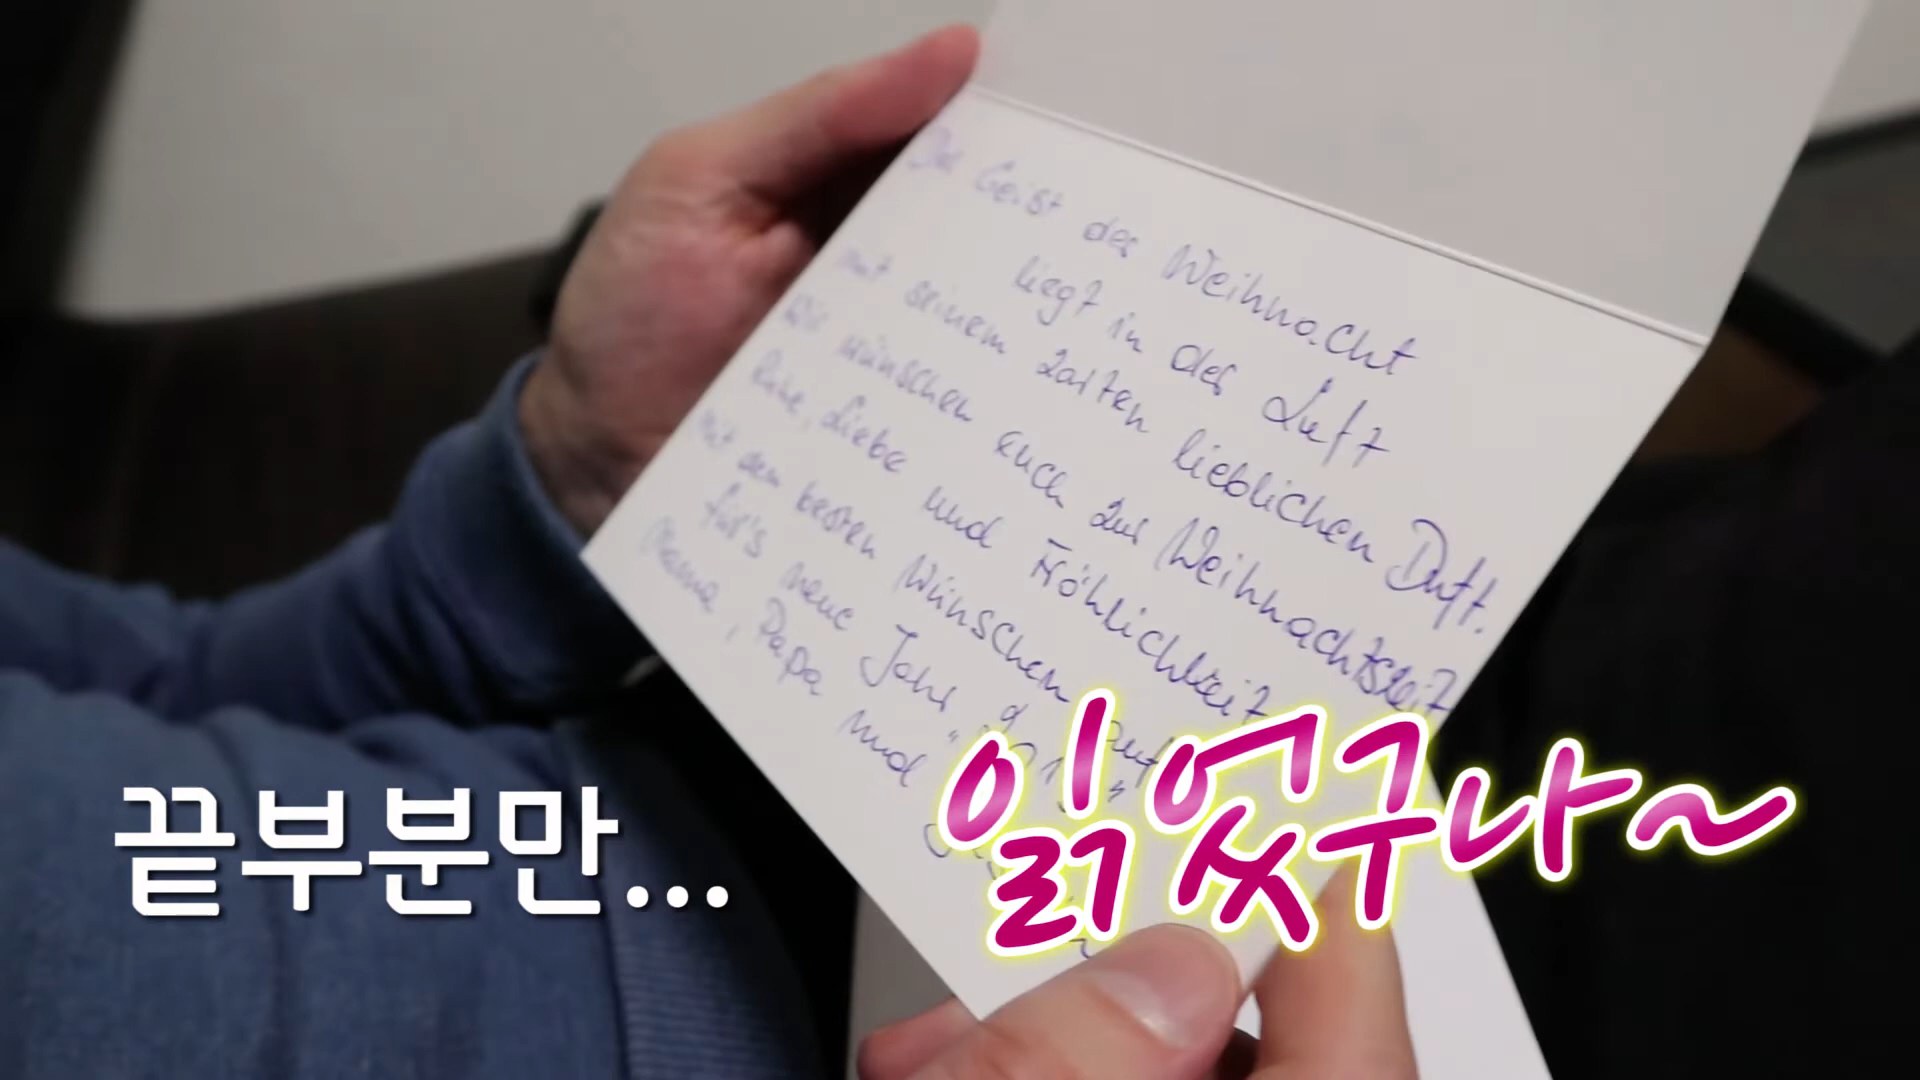 Der Geist der Weihnacht
liegt in der Luft
mit seinem zarten lieblichen Duft.
Wir wünschen euch zur Weihnachtszeit
Ruhe, Liebe und Fröhlichkeit
Mit den besten Wünschen auf
für's neue Jahr
Mama, Papa und
끝부분만...
읽었구나~